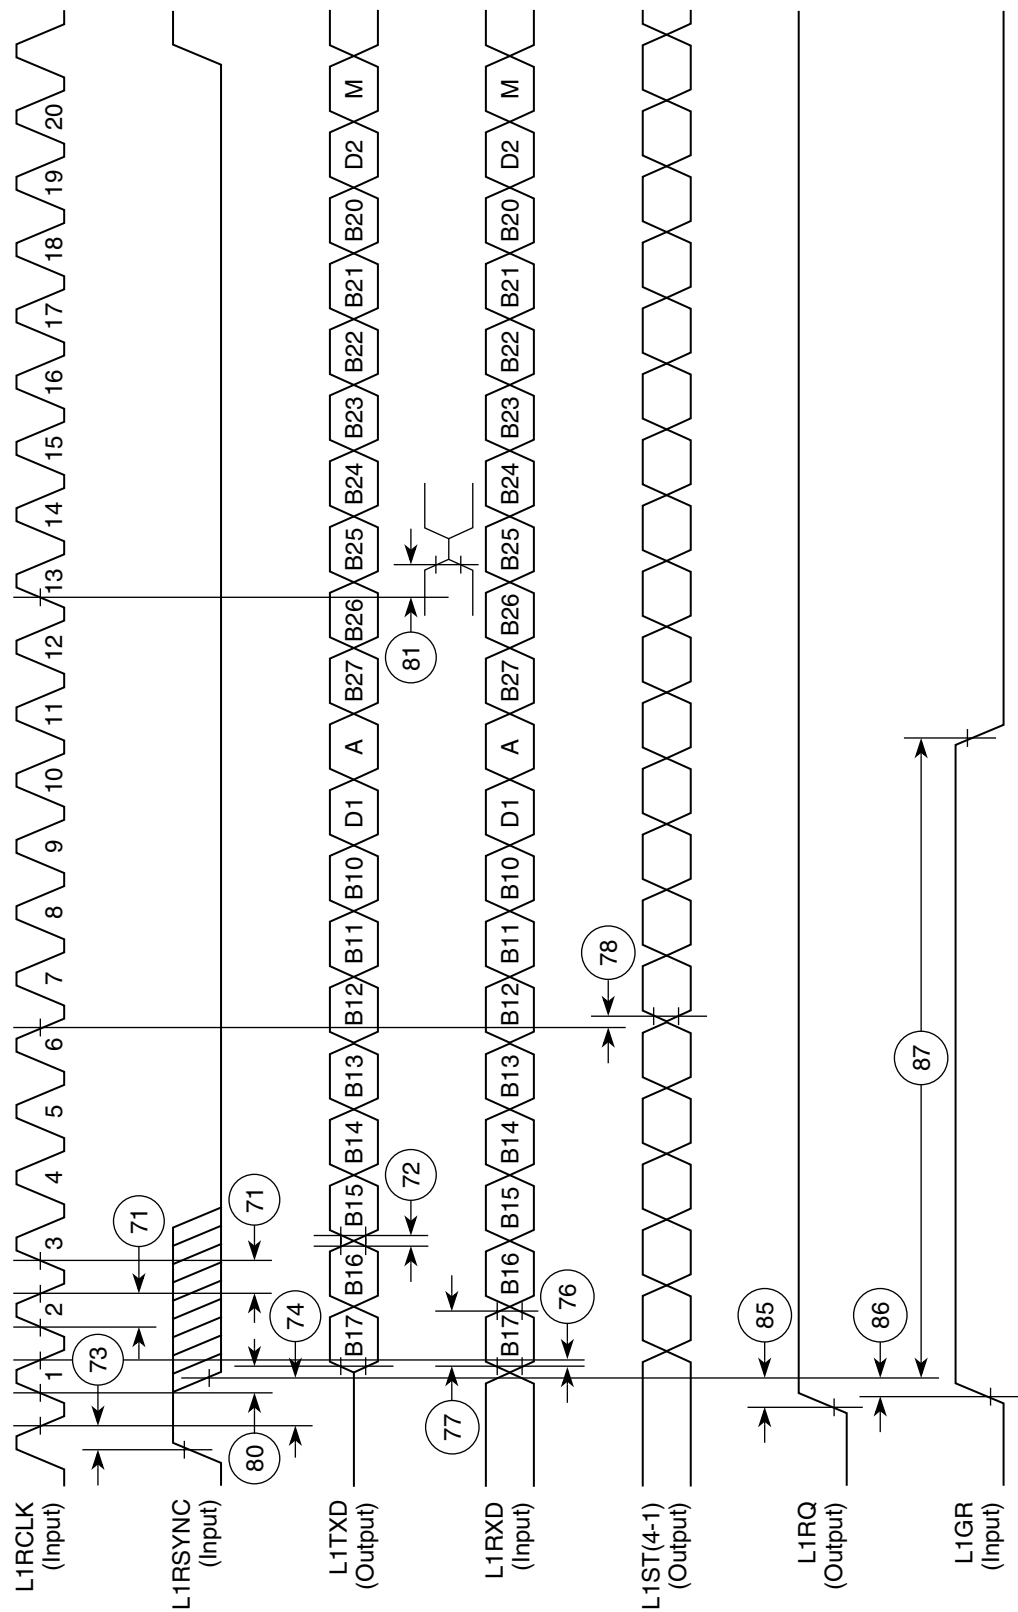 L1RCLK
(Input)
1 2 3 4 5 6 7 8 9 10 11 12 13 14 15 16 17 18 19 20
73
71
L1RSYNC
(Input)
80
74
71
L1TXD
(Output)
B17 B16 B15 B14 B13 B12 B11 B10 D1 A B27 B26 B25 B24 B23 B22 B21 B20 D2 M
72
81
77
L1RXD
(Input)
B17 B16 B15 B14 B13 B12 B11 B10 D1 A B27 B26 B25 B24 B23 B22 B21 B20 D2 M
76
78
L1ST(4-1)
(Output)
85
L1RQ
(Output)
86
87
L1GR
(Input)